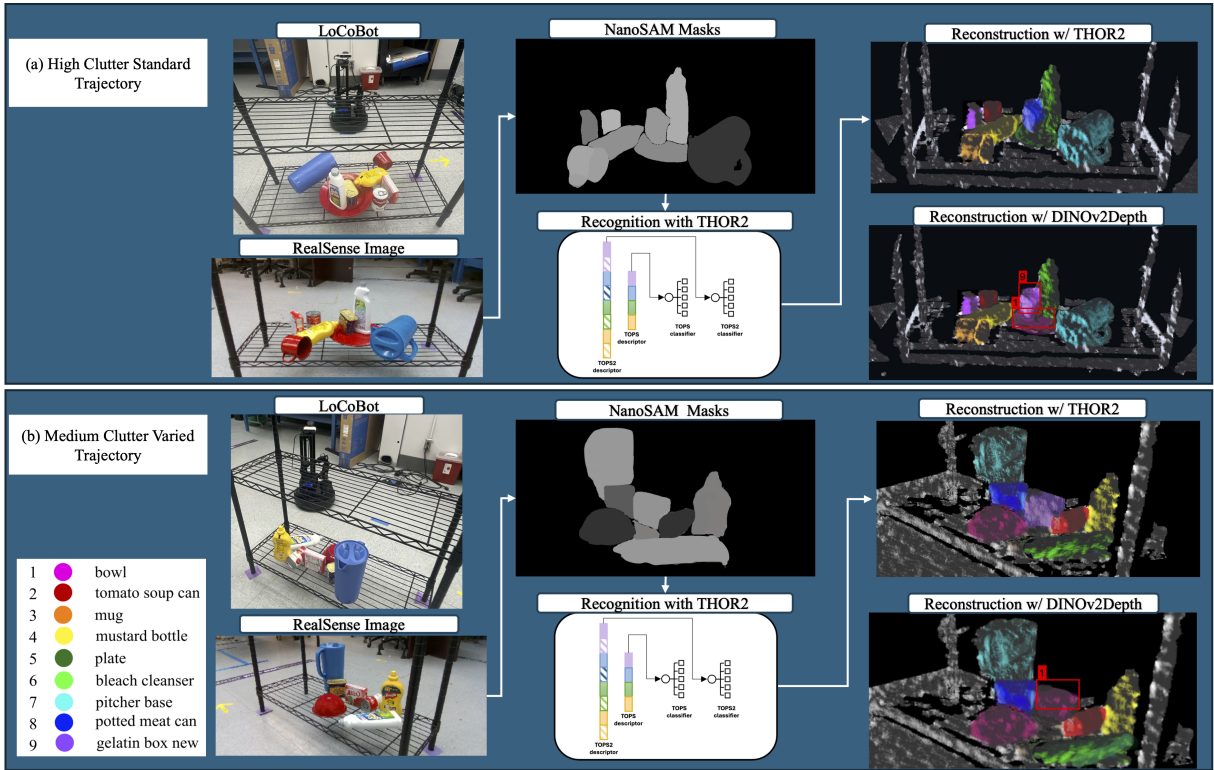 LoCoBot
NanoSAM Masks
Reconstruction w/ THOR2
(a) High Clutter Standard
Trajectory
Recognition with THOR2
Reconstruction w/ DINOv2Depth
RealSense Image
9
TOPS
descriptor
TOPS
classifier
TOPS2
classifier
TOPS2
descriptor
LoCoBot
NanoSAM Masks
Reconstruction w/ THOR2
(b) Medium Clutter Varied
Trajectory
Recognition with THOR2
Reconstruction w/ DINOv2Depth
RealSense Image
1
TOPS
descriptor
TOPS
classifier
TOPS2
classifier
TOPS2
descriptor
1 bowl
2 tomato soup can
3 mug
4 mustard bottle
5 plate
6 bleach cleanser
7 pitcher base
8 potted meat can
9 gelatin box new